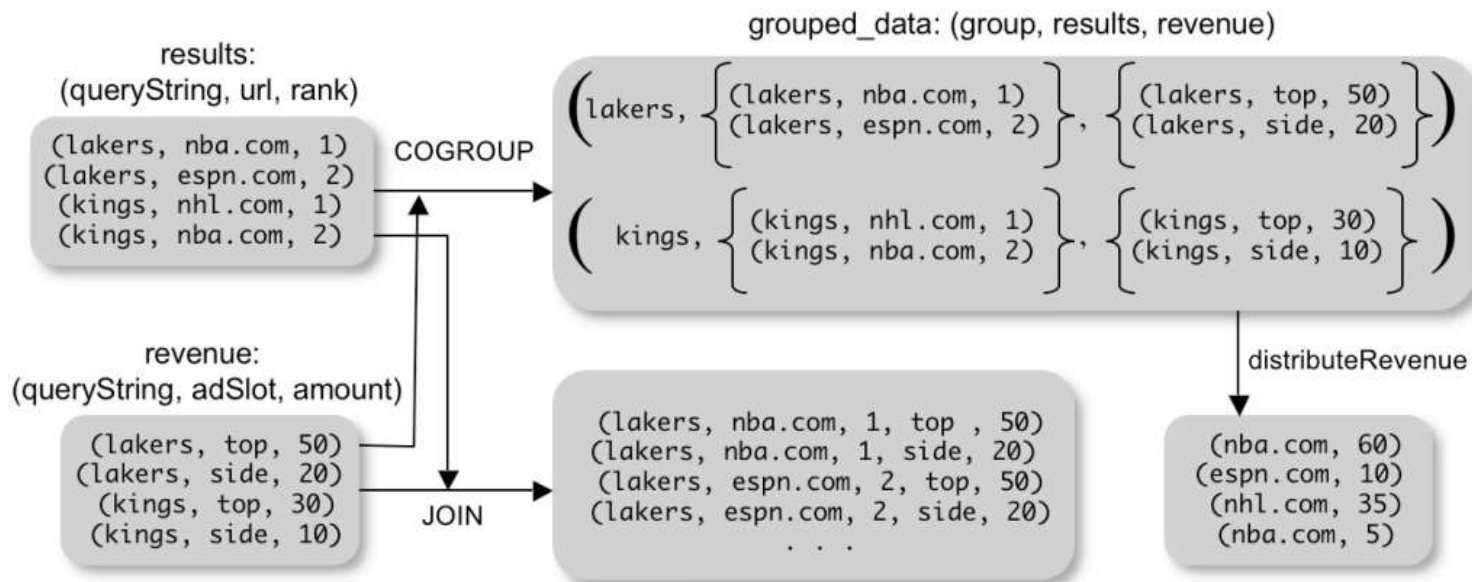 results:
(queryString, url, rank)
(lakers, nba.com, 1)
(lakers, espn.com, 2)
(kings, nhl.com, 1)
(kings, nba.com, 2)
COGROUP
grouped_data: (group, results, revenue)
(lakers, {(lakers, nba.com, 1)
(lakers, espn.com, 2)}, {(lakers, top, 50)
(lakers, side, 20)})
( kings, {(kings, nhl.com, 1)
(kings, nba.com, 2)}, {(kings, top, 30)
(kings, side, 10)})
revenue:
(queryString, adSlot, amount)
(lakers, top, 50)
(lakers, side, 20)
(kings, top, 30)
(kings, side, 10)
JOIN
(lakers, nba.com, 1, top , 50)
(lakers, nba.com, 1, side, 20)
(lakers, espn.com, 2, top, 50)
(lakers, espn.com, 2, side, 20)
. . .
distributeRevenue
(nba.com, 60)
(espn.com, 10)
(nhl.com, 35)
(nba.com, 5)